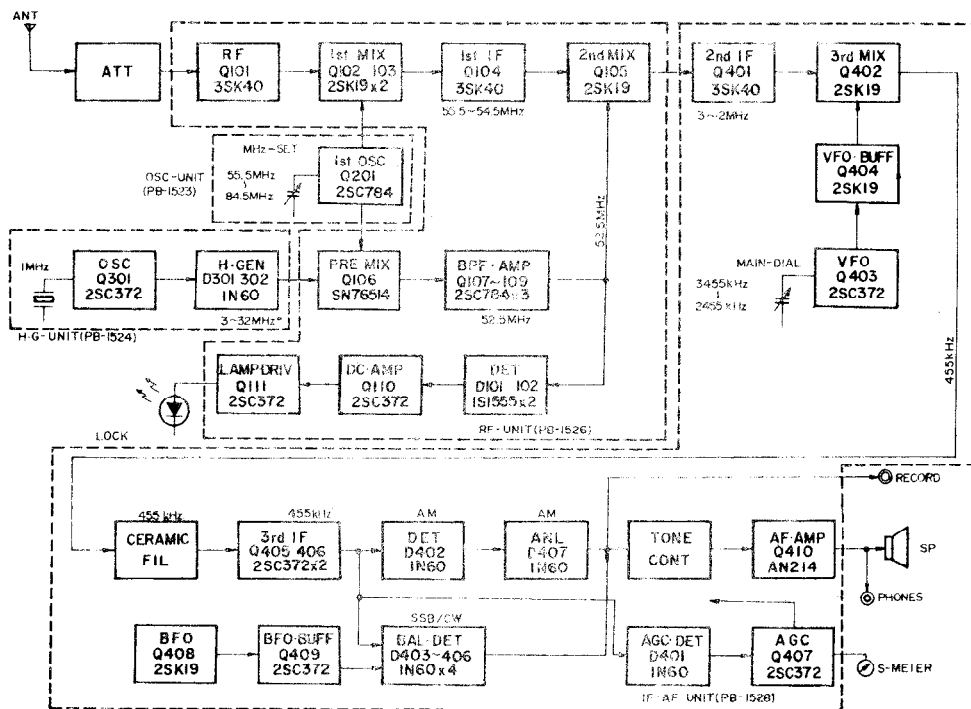 ANT
ATT
RF
Q101
3SK40
1st MIX
Q102 103
2SK19x2
1st IF
Q104
3SK40
55.5~54.5MHz
2nd MIX
Q105
2SK19
2nd IF
Q401
3SK40
3~2MHz
3rd MIX
Q402
2SK19
OSC-UNIT
(PB-1523)
MHz-SET
55.5MHz
~
84.5MHz
1st OSC
Q201
2SC784
VFO·BUFF
Q404
2SK19
52.5MHz
1MHz
OSC
Q301
2SC372
H-GEN
D301 302
1N60
3~32MHz
H·G-UNIT(PB-1524)
PRE MIX
Q106
SN76514
BPF-AMP
Q107~109
2SC784x3
52.5MHz
MAIN-DIAL
3455kHz
~
2455kHz
VFO
Q403
2SC372
455kHz
LAMP DRIV
Q111
2SC372
DC-AMP
Q110
2SC372
DET
D101 102
1S1555x2
RF-UNIT(PB-1526)
LOCK
RECORD
455kHz
CERAMIC
FIL
455kHz
3rd IF
Q405 406
2SC372x2
AM
DET
D402
1N60
AM
ANL
D407
1N60
TONE
CONT
AF·AMP
Q410
AN214
SP
PHONES
BFO
Q408
2SK19
BFO·BUFF
Q409
2SC372
SSB/CW
BAL-DET
D403~406
1N60x4
AGC·DET
D401
1N60
AGC
Q407
2SC372
S-METER
IF-AF UNIT(PB-1528)